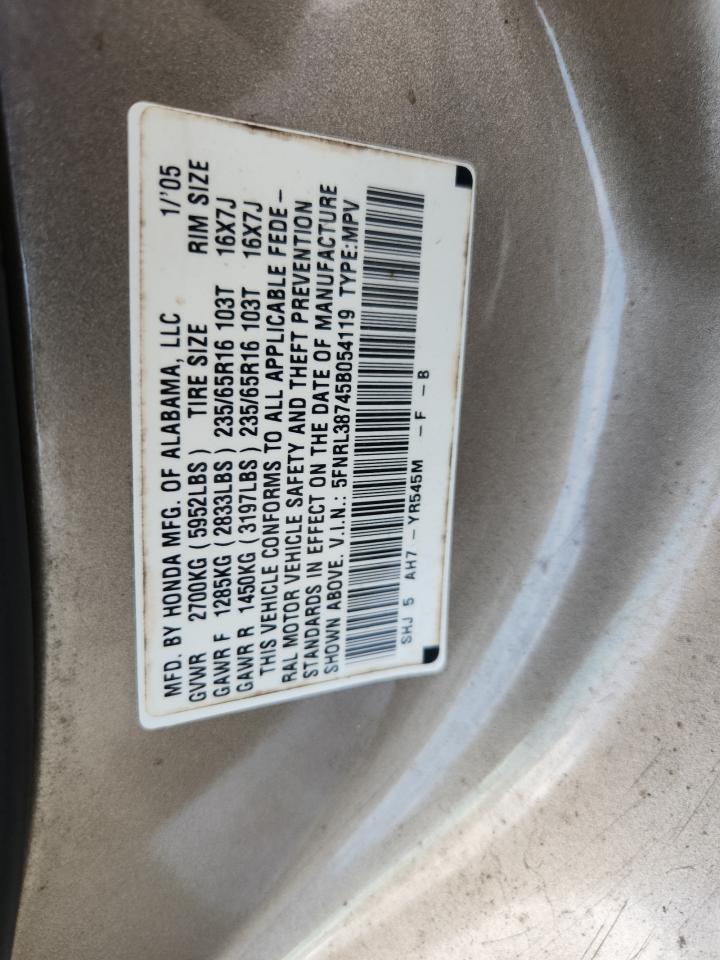 MFD. BY HONDA MFG. OF ALABAMA, LLC 1/'05
GVWR 2700KG (5952LBS) TIRE SIZE RIM SIZE
GAWR F 1285KG (2833LBS) 235/65R16 103T 16X7J
GAWR R 1450KG (3197LBS) 235/65R16 103T 16X7J
THIS VEHICLE CONFORMS TO ALL APPLICABLE FEDE-
RAL MOTOR VEHICLE SAFETY AND THEFT PREVENTION
STANDARDS IN EFFECT ON THE DATE OF MANUFACTURE
SHOWN ABOVE. V.I.N.: 5FNRL38745B054119 TYPE:MPV
SHJ 5 AH7 - YR545M - F - B